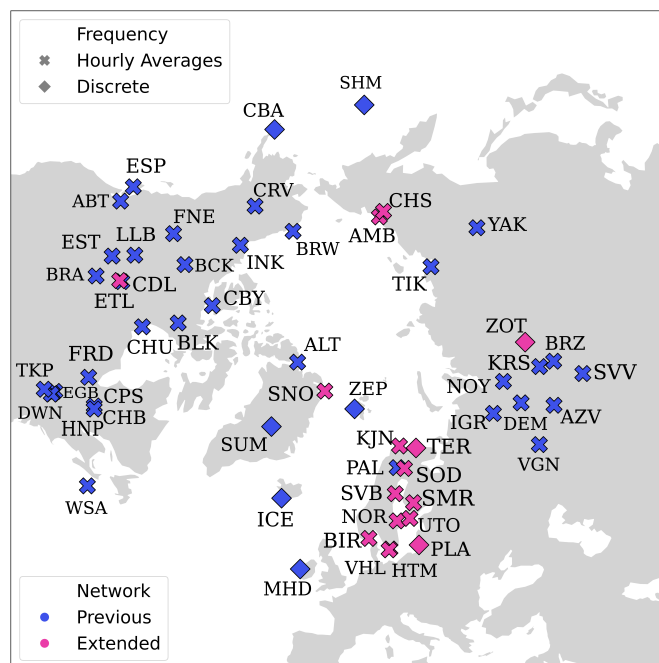 Frequency
Hourly Averages
Discrete
SHM
CBA
ESP
ABT
CRV
CHS
FNE
AMB
YAK
EST
LLB
BRW
INK
BCK
BRA
CDL
TIK
ETL
CBY
ZOT
BRZ
CHU
BLK
ALT
FRD
KRS
SVV
TKP
NOY
EGB
CPS
SNO
ZEP
DWN
CHB
IGR
DEM
AZV
HNP
SUM
KJN
TER
VGN
PAL
SOD
WSA
SVB
SMR
ICE
NOR
UTO
BIR
PLA
MHD
VHL
HTM
Network
Previous
Extended